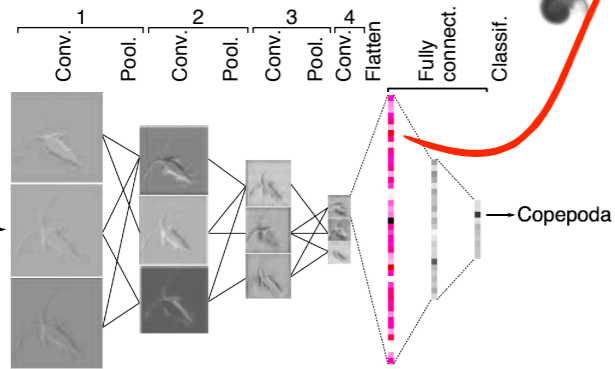 1 2 3 4
Conv. Pool. Conv. Pool. Conv. Pool. Conv. Flatten Fully connect. Classif.
Copepoda